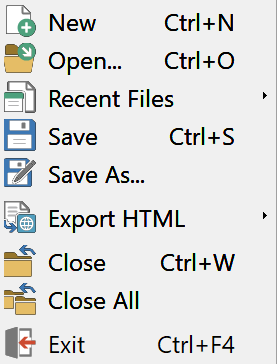 New Ctrl+N
Open... Ctrl+O
Recent Files
Save Ctrl+S
Save As...
Export HTML
Close Ctrl+W
Close All
Exit Ctrl+F4